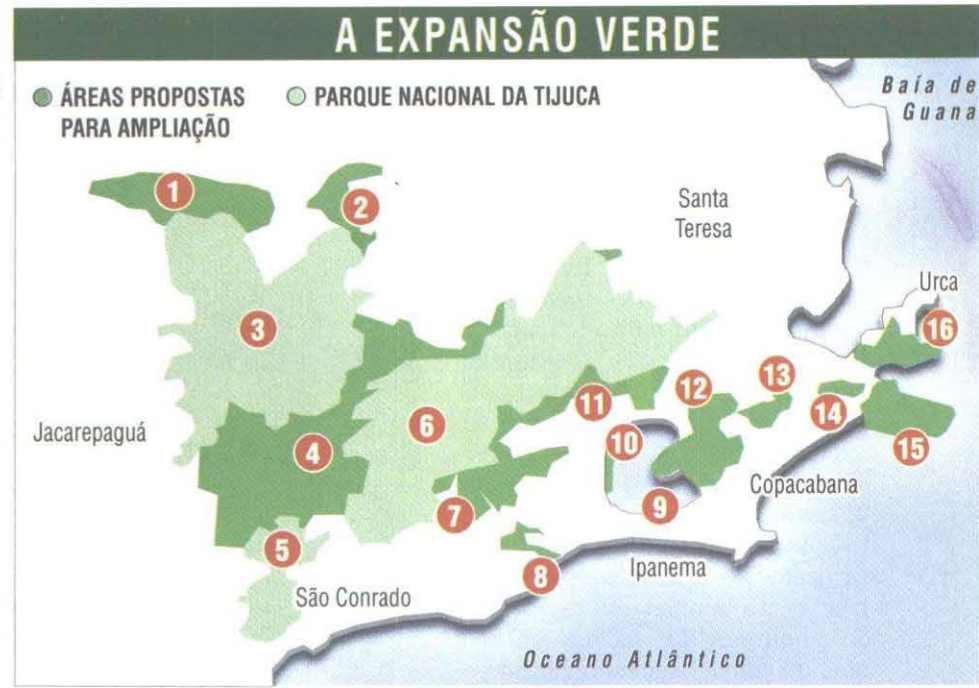 A EXPANSÃO VERDE
ÁREAS PROPOSTAS
PARA AMPLIAÇÃO
PARQUE NACIONAL DA TIJUCA
Baía de
Guana
1
2
Santa
Teresa
Urca
16
3
13
12
14
11
Jacarepaguá
6
10
4
15
Copacabana
7
9
5
8
Ipanema
São Conrado
Oceano Atlântico